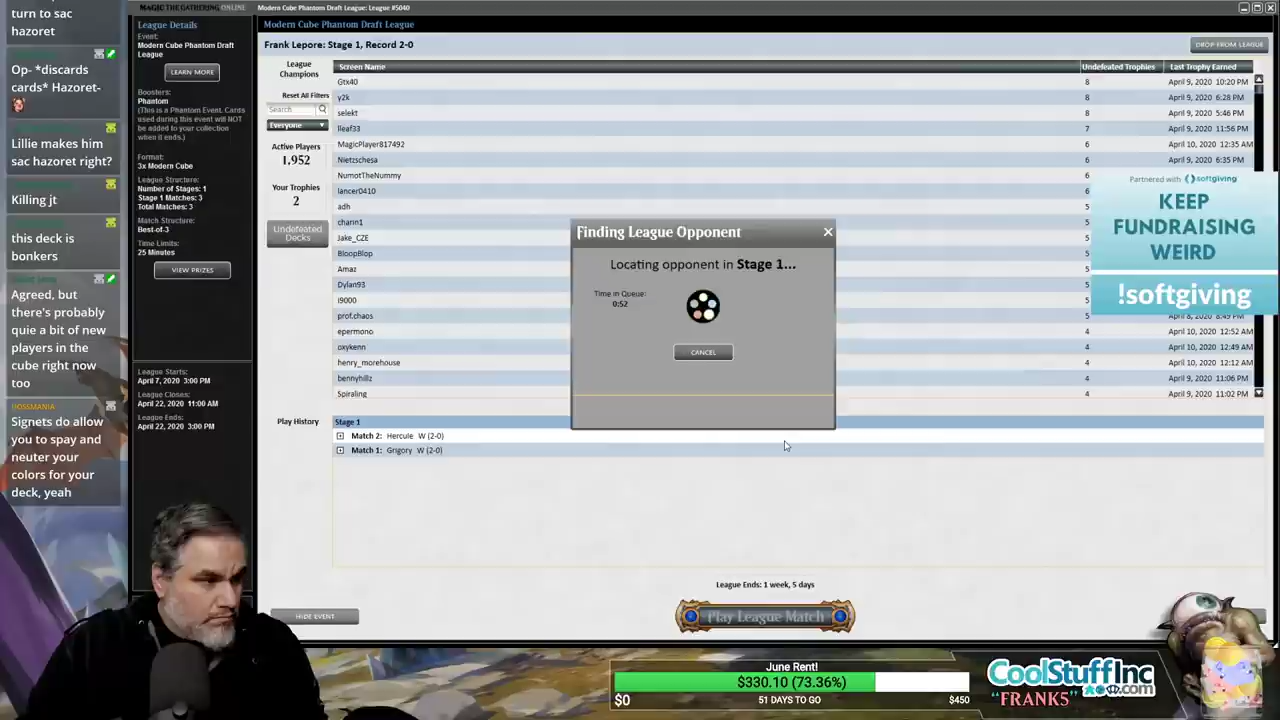 turn to sac
hazoret
Op- *discards
cards* Hazoret-
Lillie makes him
sac hazoret right?
Killing jt
this deck is
bonkers
Agreed, but
there's probably
quie a bit of new
players in the
queue right now
too
HOSSMANIA
Signets do allow
you to splay and
neuter your
colors for your
deck, yeah
MAGIC THE GATHERING ONLINE
Modern Cube Phantom Draft League: League #5040
League Details
Event:
Modern Cube Phantom Draft
League
LEARN MORE
Boosters:
Phantom
(This is a Phantom Event. Cards
used during this event will NOT
be added to your collection
when it ends.)
Format:
3x Modern Cube
League Structure:
Number of Stages: 1
Stage 1 Matches: 3
Total Matches: 3
Match Structure:
Best-of-3
Time Limits:
25 Minutes
VIEW PRIZES
League Starts:
April 7, 2020 3:00 PM
League Closes:
April 22, 2020 11:00 AM
League Ends:
April 22, 2020 3:00 PM
Modern Cube Phantom Draft League
Frank Lepore: Stage 1, Record 2-0
DROP FROM LEAGUE
League
Champions
Reset All Filters
Search
Everyone
Active Players
1,952
Your Trophies
2
Undefeated
Decks
Screen Name Undefeated Trophies Last Trophy Earned
Gtx40 8 April 9, 2020 10:20 PM
y2k 8 April 9, 2020 6:28 PM
selekt 8 April 9, 2020 5:46 PM
lleaf33 7 April 9, 2020 11:56 PM
MagicPlayer817492 6 April 10, 2020 12:35 AM
Nietzschesa 6 April 9, 2020 6:35 PM
NumotTheNummy 6
lancer0410 6
adh 5
charin1 5
Jake_CZE 5
BloopBlop 5
Amaz 5
Dylan93 5
i9000 5
prof.chaos 5 April 8, 2020 8:49 PM
epermono 4 April 10, 2020 12:52 AM
oxykenn 4 April 10, 2020 12:49 AM
henry_morehouse 4 April 10, 2020 12:12 AM
bennyhillz 4 April 9, 2020 11:06 PM
Spiraling 4 April 9, 2020 11:02 PM
Finding League Opponent
Locating opponent in Stage 1...
Time in Queue:
0:52
CANCEL
Partnered with softgiving
KEEP
FUNDRAISING
WEIRD
!softgiving
Play History
Stage 1
Match 2: Hercule W (2-0)
Match 1: Grigory W (2-0)
League Ends: 1 week, 5 days
HIDE EVENT
Play League Match
June Rent!
$330.10 (73.36%)
$0 51 DAYS TO GO $450
CoolStuffInc
.com
"FRANK5"